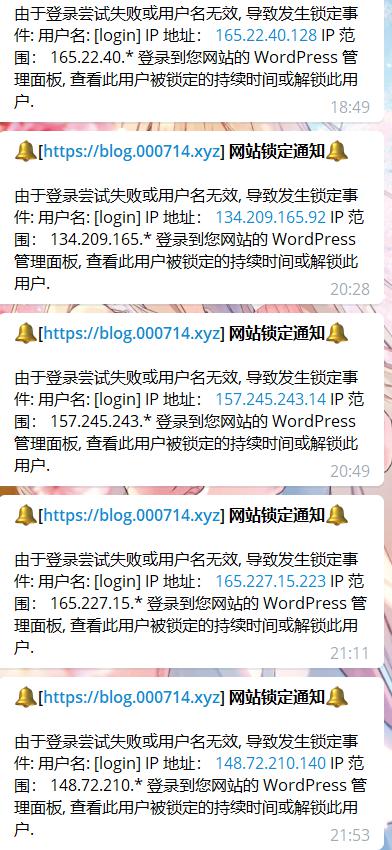 由于登录尝试失败或用户名无效, 导致发生锁定事
件: 用户名: [login] IP 地址： 165.22.40.128 IP 范
围： 165.22.40.* 登录到您网站的 WordPress 管
理面板, 查看此用户被锁定的持续时间或解锁此用
户.
18:49
🔔[https://blog.000714.xyz] 网站锁定通知🔔
由于登录尝试失败或用户名无效, 导致发生锁定事
件: 用户名: [login] IP 地址： 134.209.165.92 IP 范
围： 134.209.165.* 登录到您网站的 WordPress
管理面板, 查看此用户被锁定的持续时间或解锁此
用户.
20:28
🔔[https://blog.000714.xyz] 网站锁定通知🔔
由于登录尝试失败或用户名无效, 导致发生锁定事
件: 用户名: [login] IP 地址： 157.245.243.14 IP 范
围： 157.245.243.* 登录到您网站的 WordPress
管理面板, 查看此用户被锁定的持续时间或解锁此
用户.
20:49
🔔[https://blog.000714.xyz] 网站锁定通知🔔
由于登录尝试失败或用户名无效, 导致发生锁定事
件: 用户名: [login] IP 地址： 165.227.15.223 IP 范
围： 165.227.15.* 登录到您网站的 WordPress 管
理面板, 查看此用户被锁定的持续时间或解锁此用
户.
21:11
🔔[https://blog.000714.xyz] 网站锁定通知🔔
由于登录尝试失败或用户名无效, 导致发生锁定事
件: 用户名: [login] IP 地址： 148.72.210.140 IP 范
围： 148.72.210.* 登录到您网站的 WordPress 管
理面板, 查看此用户被锁定的持续时间或解锁此用
户.
21:53